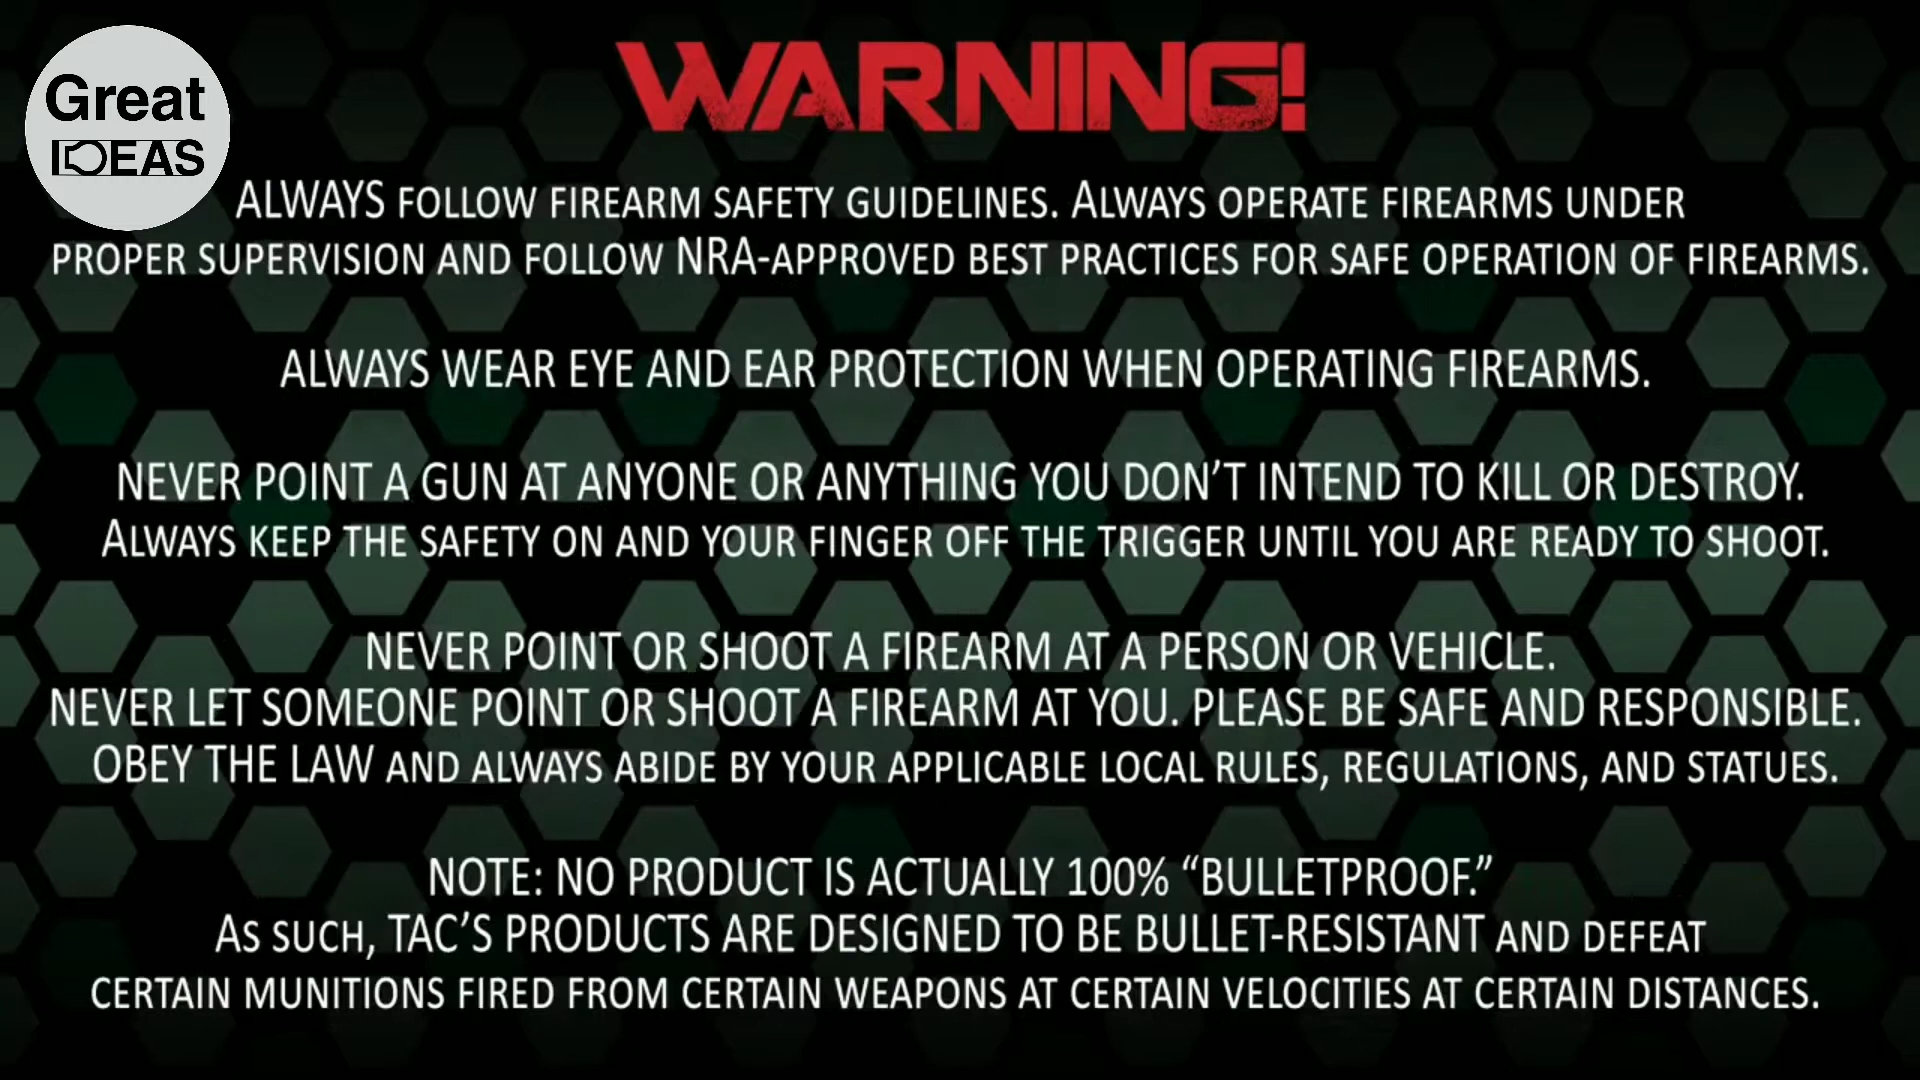 Great
IDEAS
WARNING!
ALWAYS FOLLOW FIREARM SAFETY GUIDELINES. ALWAYS OPERATE FIREARMS UNDER
PROPER SUPERVISION AND FOLLOW NRA-APPROVED BEST PRACTICES FOR SAFE OPERATION OF FIREARMS.
ALWAYS WEAR EYE AND EAR PROTECTION WHEN OPERATING FIREARMS.
NEVER POINT A GUN AT ANYONE OR ANYTHING YOU DON’T INTEND TO KILL OR DESTROY.
ALWAYS KEEP THE SAFETY ON AND YOUR FINGER OFF THE TRIGGER UNTIL YOU ARE READY TO SHOOT.
NEVER POINT OR SHOOT A FIREARM AT A PERSON OR VEHICLE.
NEVER LET SOMEONE POINT OR SHOOT A FIREARM AT YOU. PLEASE BE SAFE AND RESPONSIBLE.
OBEY THE LAW AND ALWAYS ABIDE BY YOUR APPLICABLE LOCAL RULES, REGULATIONS, AND STATUES.
NOTE: NO PRODUCT IS ACTUALLY 100% “BULLETPROOF.”
AS SUCH, TAC’S PRODUCTS ARE DESIGNED TO BE BULLET-RESISTANT AND DEFEAT
CERTAIN MUNITIONS FIRED FROM CERTAIN WEAPONS AT CERTAIN VELOCITIES AT CERTAIN DISTANCES.